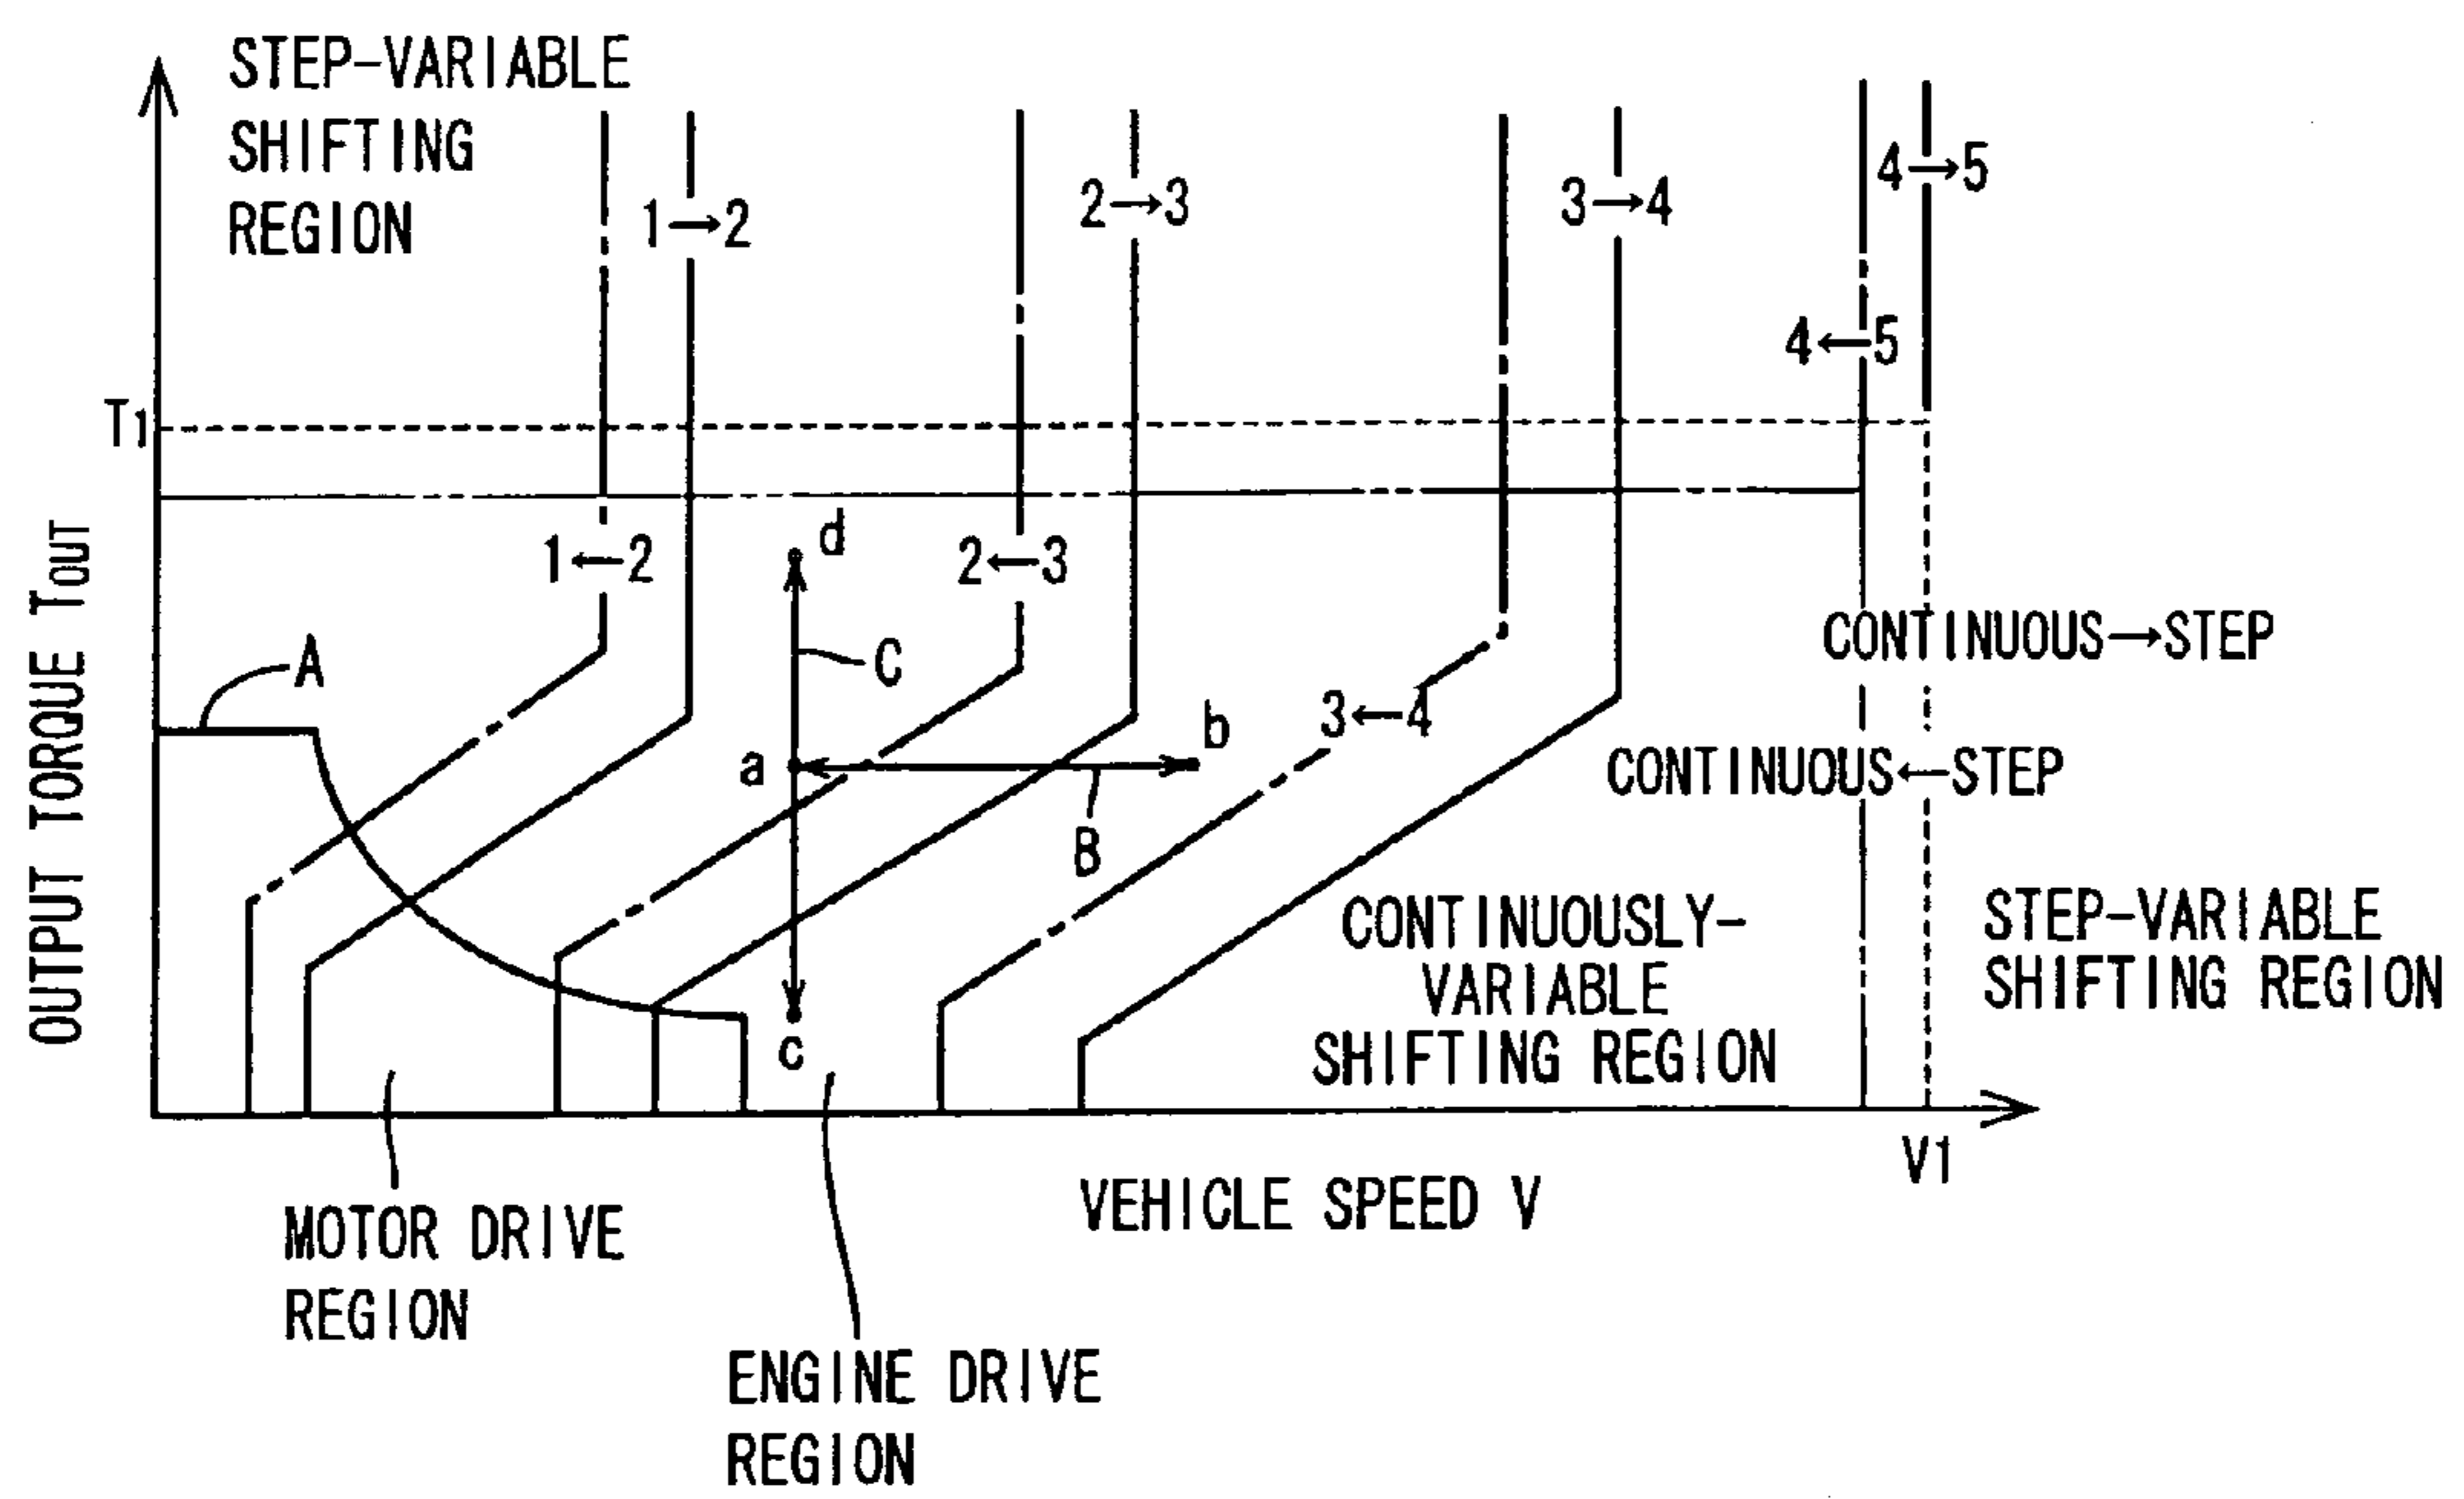 STEP-VARIABLE
SHIFTING
REGION
1→2
2→3
3→4
4→5
4←5
T1
1←2
d
2←3
C
A
CONTINUOUS→STEP
3←4
b
a
CONTINUOUS←STEP
B
OUTPUT TORQUE TOUT
CONTINUOUSLY-
VARIABLE
SHIFTING REGION
STEP-VARIABLE
SHIFTING REGION
c
V1
VEHICLE SPEED V
MOTOR DRIVE
REGION
ENGINE DRIVE
REGION